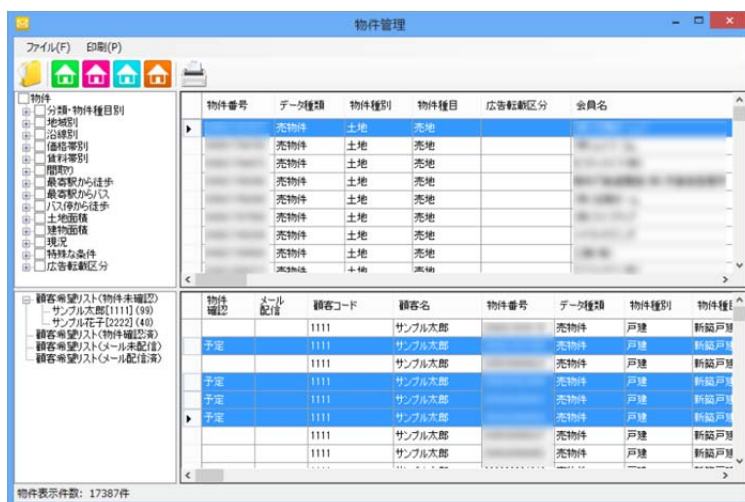 物件管理
ファイル(F) 印刷(P)
物件
分類・物件種目別
地域別
沿線別
価格帯別
賃料帯別
間取り
最寄駅から徒歩
最寄駅からバス
バス停から徒歩
土地面積
建物面積
現況
特殊な条件
広告転載区分
物件番号 データ種類 物件種別 物件種目 広告転載区分 会員名
売物件 土地 売地
売物件 土地 売地
売物件 土地 売地
売物件 土地 売地
売物件 土地 売地
売物件 土地 売地
売物件 土地 売地
売物件 土地 売地
売物件 土地 売地
顧客希望リスト(物件未確認)
サンプル太郎[1111](99)
サンプル花子[2222](40)
顧客希望リスト(物件確認済)
顧客希望リスト(メール未配信)
顧客希望リスト(メール配信済)
物件確認 メール配信 顧客コード 顧客名 物件番号 データ種類 物件種別 物件種
1111 サンプル太郎 売物件 戸建 新築戸建
予定 1111 サンプル太郎 売物件 戸建 新築戸建
1111 サンプル太郎 売物件 戸建 新築戸建
予定 1111 サンプル太郎 売物件 戸建 新築戸建
予定 1111 サンプル太郎 売物件 戸建 新築戸建
予定 1111 サンプル太郎 売物件 戸建 新築戸建
1111 サンプル太郎 売物件 戸建 新築戸建
1111 サンプル太郎 売物件 戸建 新築戸建
物件表示件数: 17387件